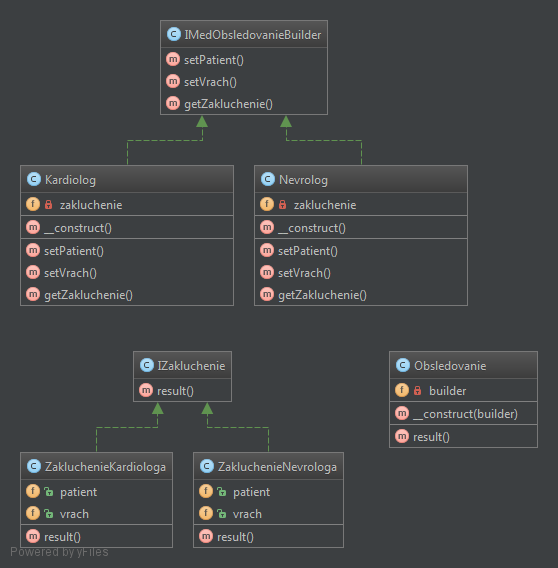 IMedObsledovanieBuilder
setPatient()
setVrach()
getZakluchenie()
Kardiolog
zakluchenie
__construct()
setPatient()
setVrach()
getZakluchenie()
Nevrolog
zakluchenie
__construct()
setPatient()
setVrach()
getZakluchenie()
IZakluchenie
result()
Obsledovanie
builder
__construct(builder)
result()
ZakluchenieKardiologa
patient
vrach
result()
ZakluchenieNevrologa
patient
vrach
result()
Powered by yFiles